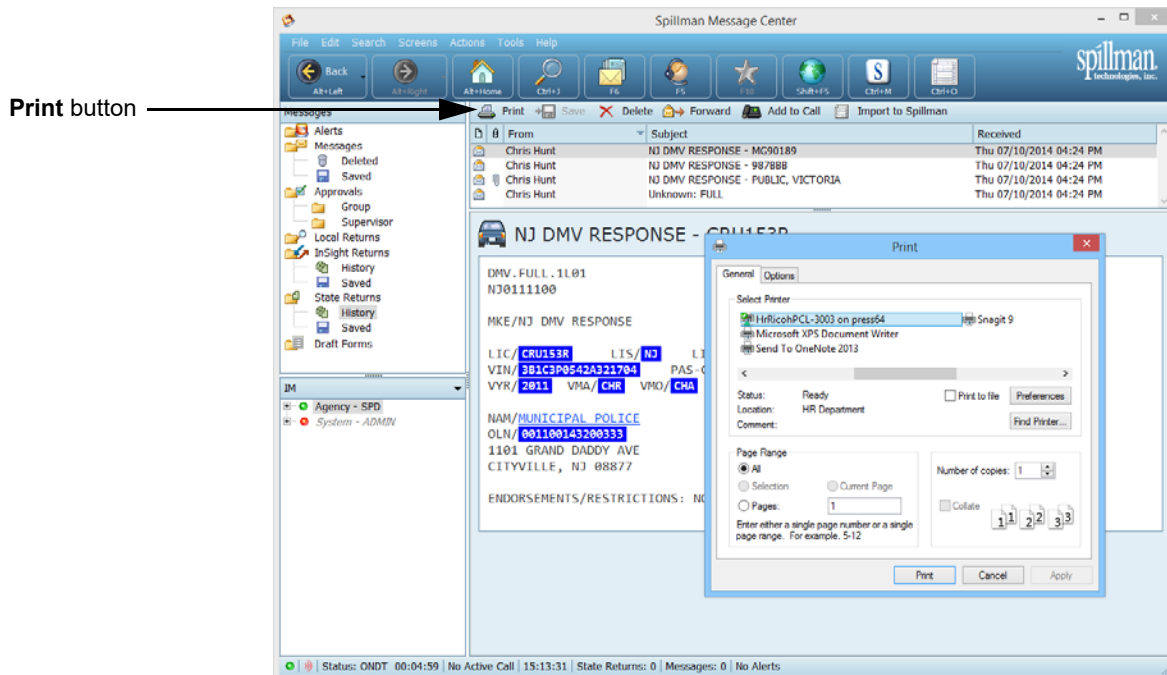 Spillman Message Center
File Edit Search Screens Actions Tools Help
Back
Alt+Left Alt+Right Alt+Home Ctrl+J F6 F5 F10 Shift+F5 Ctrl+M Ctrl+O
spillman
technologies, inc.
Print button
Messages
Print Save Delete Forward Add to Call Import to Spillman
Alerts
Messages
Deleted
Saved
Approvals
Group
Supervisor
Local Returns
InSight Returns
History
Saved
State Returns
History
Saved
Draft Forms
IM
Agency - SPD
System - ADMIN
From Subject Received
Chris Hunt NJ DMV RESPONSE - MG90189 Thu 07/10/2014 04:24 PM
Chris Hunt NJ DMV RESPONSE - 987BBB Thu 07/10/2014 04:24 PM
Chris Hunt NJ DMV RESPONSE - PUBLIC, VICTORIA Thu 07/10/2014 04:24 PM
Chris Hunt Unknown: FULL Thu 07/10/2014 04:24 PM
NJ DMV RESPONSE - CRU153R
DMV.FULL.1L01
NJ0111100
MKE/NJ DMV RESPONSE
LIC/CRU153R LIS/NJ LI
VIN/3B1C3P0542A321704 PAS-
VYR/2011 VMA/CHR VMO/CHA
NAM/MUNICIPAL POLICE
OLN/001100143200333
1101 GRAND DADDY AVE
CITYVILLE, NJ 08877
ENDORSEMENTS/RESTRICTIONS: NO
Print
General Options
Select Printer
HrRicohPCL-3003 on press64 Snagit 9
Microsoft XPS Document Writer
Send To OneNote 2013
Status: Ready Print to file Preferences
Location: HR Department
Comment: Find Printer...
Page Range
All Number of copies: 1
Selection Current Page
Pages: 1 Collate
1 1 2 2 3 3
Enter either a single page number or a single
page range. For example, 5-12
Print Cancel Apply
Status: ONDT 00:04:59 No Active Call 15:13:31 State Returns: 0 Messages: 0 No Alerts